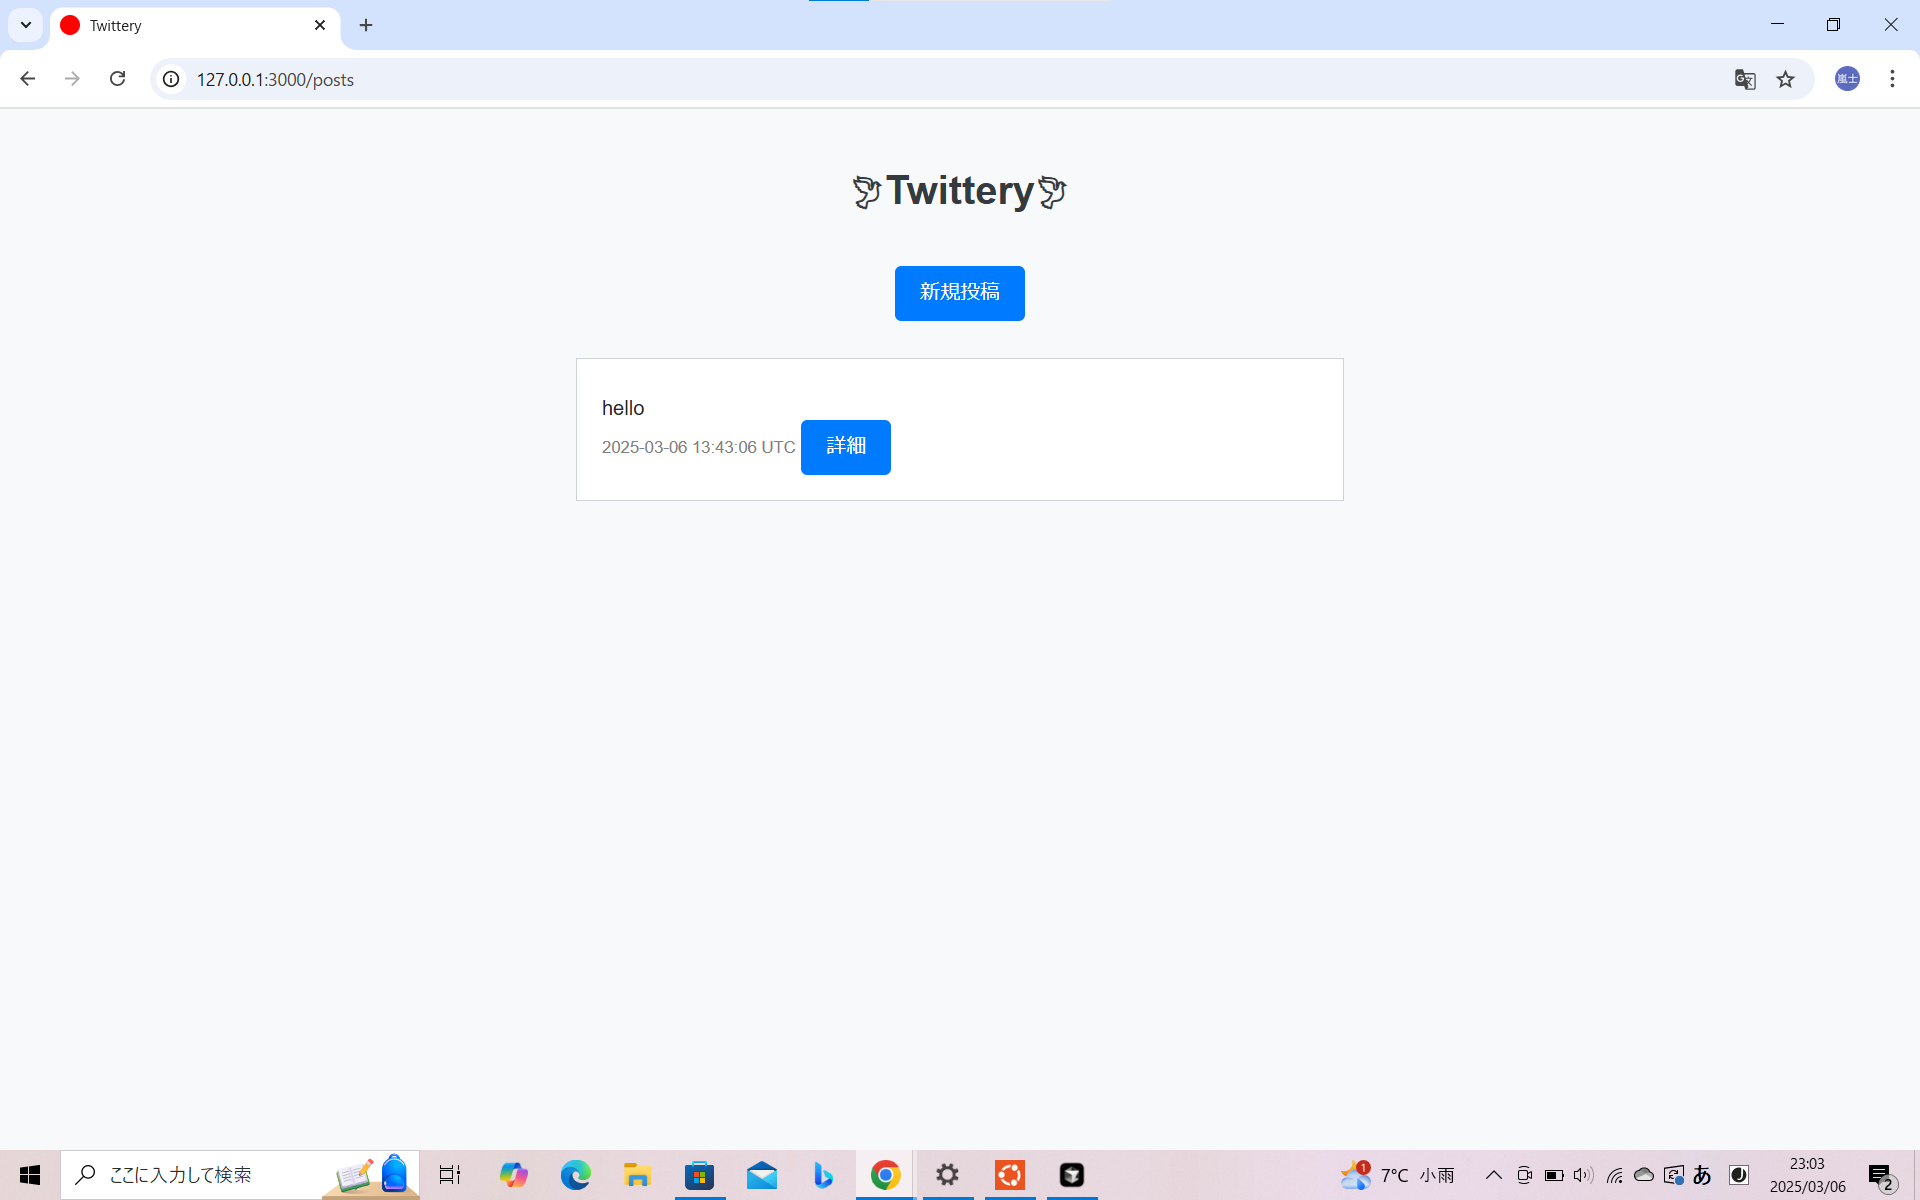 Twittery
127.0.0.1:3000/posts
嵐士
🕊Twittery🕊
新規投稿
hello
2025-03-06 13:43:06 UTC
詳細
ここに入力して検索
1
7°C 小雨
あ
23:03
2025/03/06
2